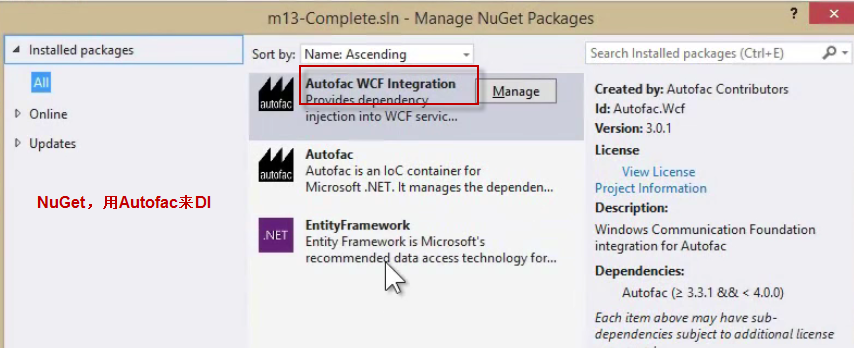 m13-Complete.sln - Manage NuGet Packages
?
Installed packages
All
Online
Updates
NuGet，用Autofac来DI
Sort by: Name: Ascending
autofac
Autofac WCF Integration
Provides dependency
injection into WCF servic...
Manage
autofac
Autofac
Autofac is an IoC container for
Microsoft .NET. It manages the dependen...
.NET
EntityFramework
Entity Framework is Microsoft's
recommended data access technology for...
Search Installed packages (Ctrl+E)
Created by: Autofac Contributors
Id: Autofac.Wcf
Version: 3.0.1
License
View License
Project Information
Description:
Windows Communication Foundation
integration for Autofac
Dependencies:
Autofac (≥ 3.3.1 && < 4.0.0)
Each item above may have sub-
dependencies subject to additional license